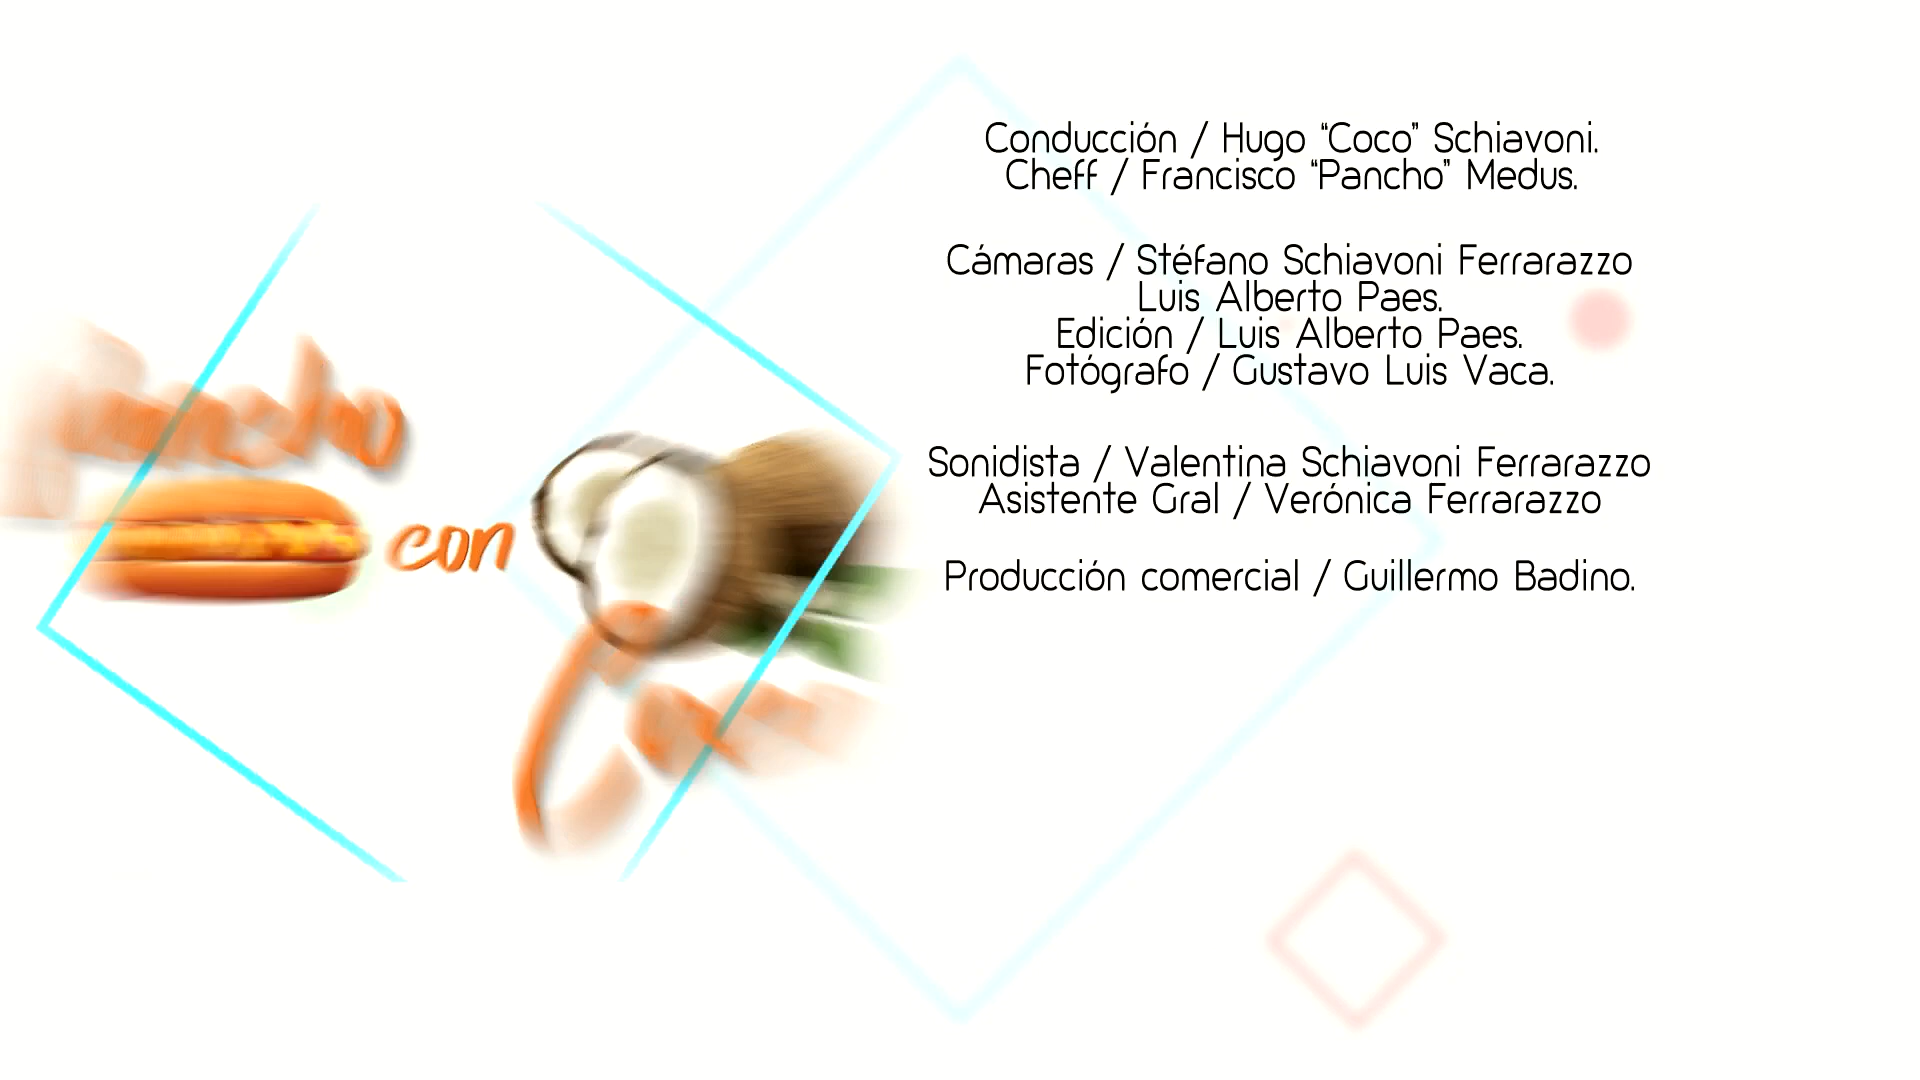 Pancho
con
Conducción / Hugo “Coco” Schiavoni.
Cheff / Francisco “Pancho” Medus.
Cámaras / Stéfano Schiavoni Ferrarazzo
Luis Alberto Paes.
Edición / Luis Alberto Paes.
Fotógrafo / Gustavo Luis Vaca.
Sonidista / Valentina Schiavoni Ferrarazzo
Asistente Gral / Verónica Ferrarazzo
Producción comercial / Guillermo Badino.